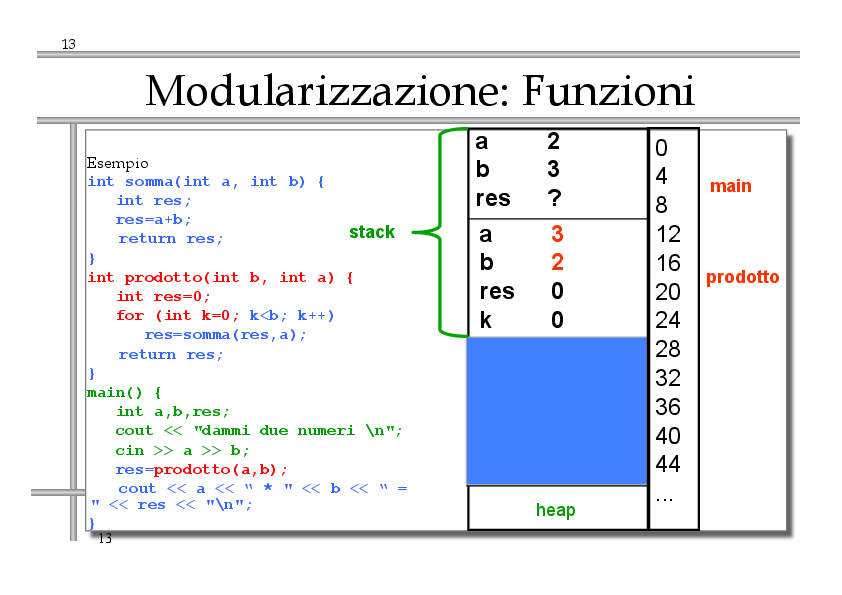 13
Modularizzazione: Funzioni
Esempio
int somma(int a, int b) {
int res;
res=a+b;
return res;
}
int prodotto(int b, int a) {
int res=0;
for (int k=0; k<b; k++)
res=somma(res,a);
return res;
}
main() {
int a,b,res;
cout << "dammi due numeri \n";
cin >> a >> b;
res=prodotto(a,b);
cout << a << “ * " << b << “ =
" << res << "\n";
}
13
stack
a 2
b 3
res ?
a 3
b 2
res 0
k 0
heap
0
4
8
12
16
20
24
28
32
36
40
44
...
main
prodotto